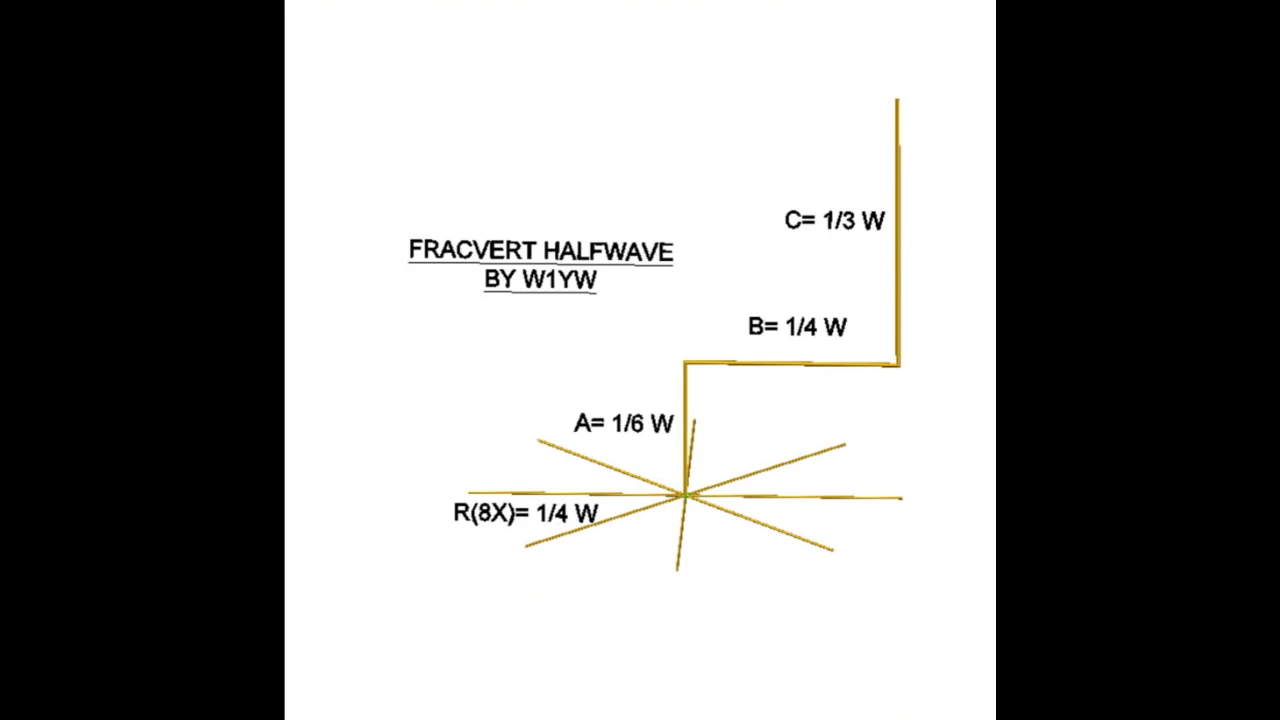 C= 1/3 W
FRACVERT HALFWAVE
BY W1YW
B= 1/4 W
A= 1/6 W
R(8X)= 1/4 W